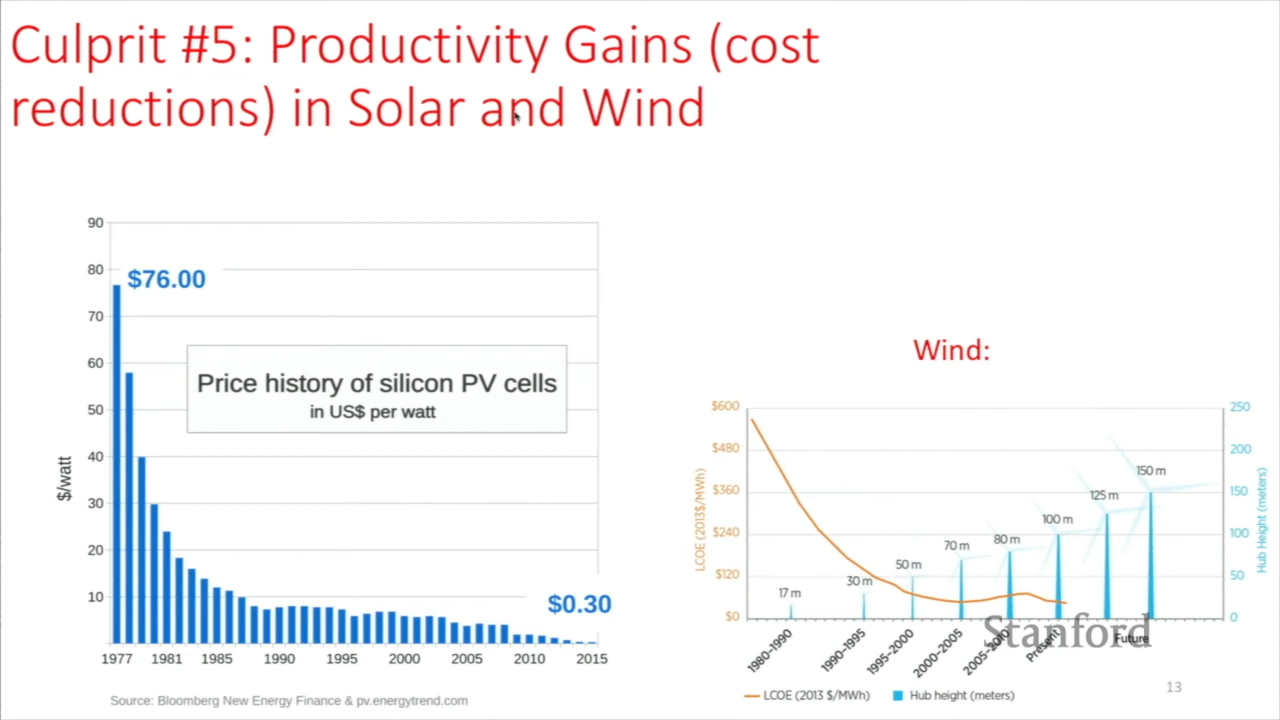 Culprit #5: Productivity Gains (cost
reductions) in Solar and Wind
90
80
70
60
50
40
30
20
10
$/watt
$76.00
Price history of silicon PV cells
in US$ per watt
$0.30
1977 1981 1985 1990 1995 2000 2005 2010 2015
Source: Bloomberg New Energy Finance & pv.energytrend.com
Wind:
$600
$480
$360
$240
$120
$0
LCOE (2013$/MWh)
250
200
150
100
50
0
Hub Height (meters)
17 m
30 m
50 m
70 m
80 m
100 m
125 m
150 m
1980-1990
1990-1995
1995-2000
2000-2005
2005-2010
Present
Future
Stanford
LCOE (2013 $/MWh) Hub height (meters)
13